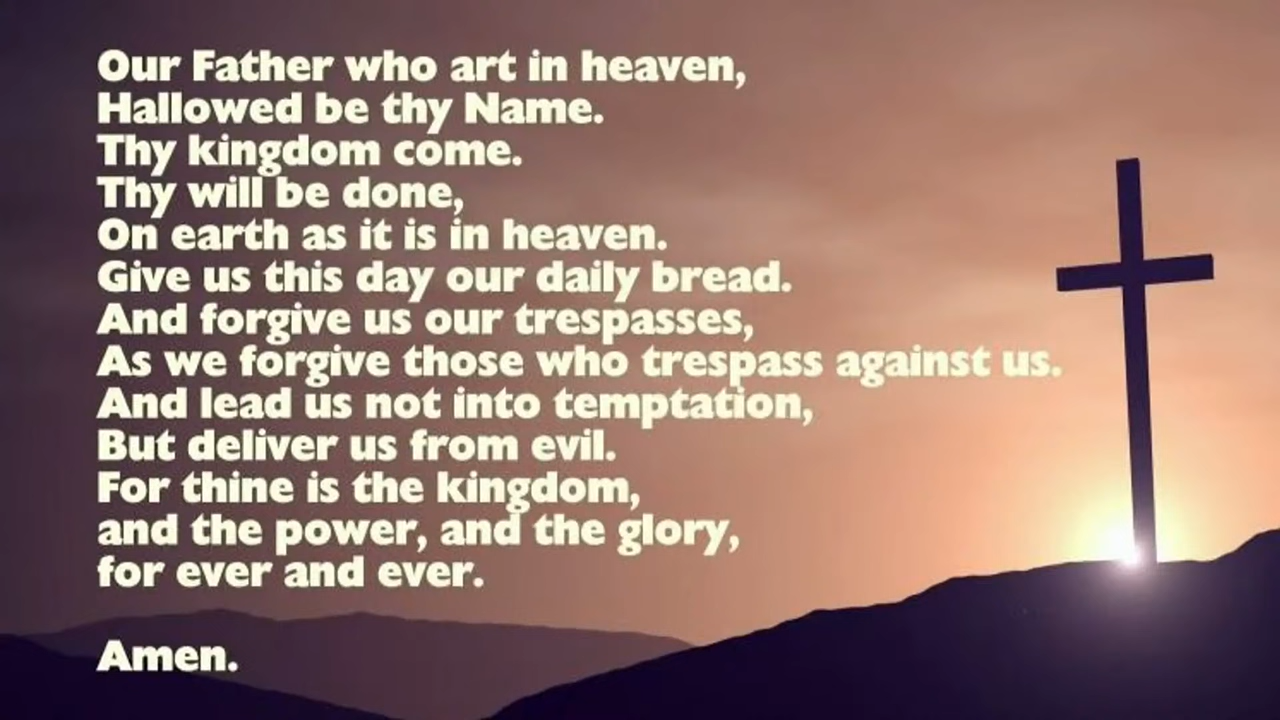 Our Father who art in heaven,
Hallowed be thy Name.
Thy kingdom come.
Thy will be done,
On earth as it is in heaven.
Give us this day our daily bread.
And forgive us our trespasses,
As we forgive those who trespass against us.
And lead us not into temptation,
But deliver us from evil.
For thine is the kingdom,
and the power, and the glory,
for ever and ever.
Amen.